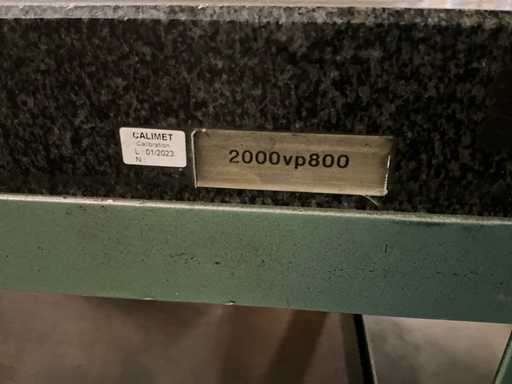 CALIMET
Calibration
L : 01/2023
N :
2000vp800